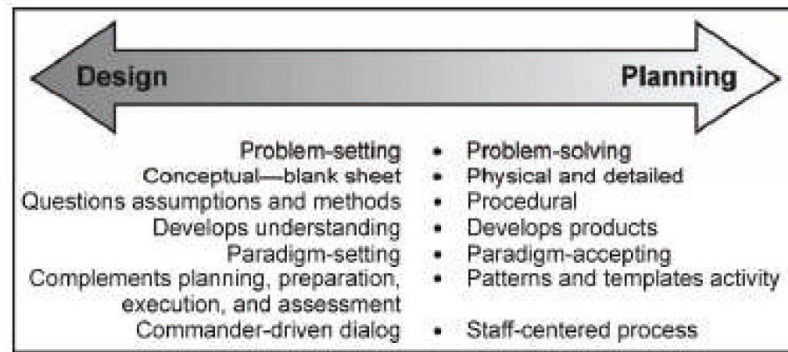 Design Planning
Problem-setting • Problem-solving
Conceptual—blank sheet • Physical and detailed
Questions assumptions and methods • Procedural
Develops understanding • Develops products
Paradigm-setting • Paradigm-accepting
Complements planning, preparation, • Patterns and templates activity
execution, and assessment
Commander-driven dialog • Staff-centered process